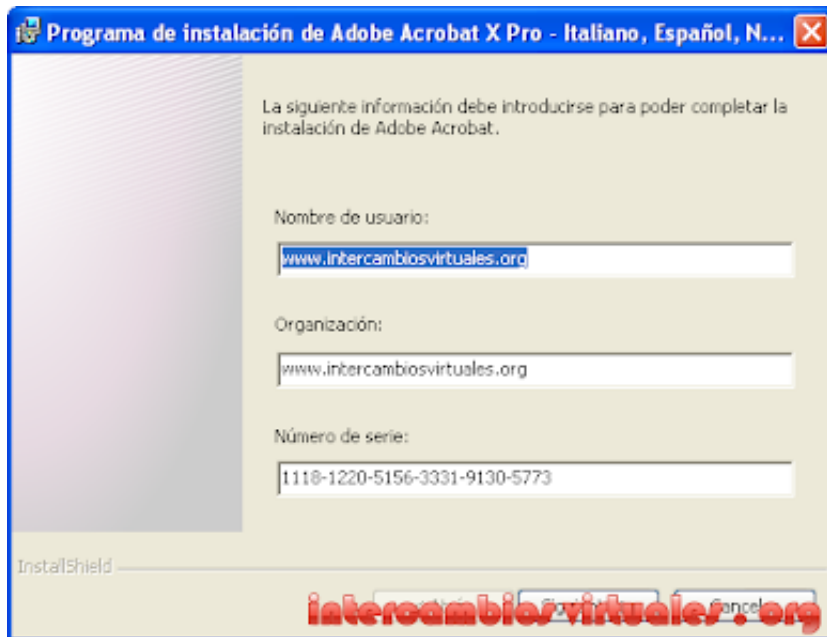 Programa de instalación de Adobe Acrobat X Pro - Italiano, Español, N...
La siguiente información debe introducirse para poder completar la
instalación de Adobe Acrobat.
Nombre de usuario:
www.intercambiosvirtuales.org
Organización:
www.intercambiosvirtuales.org
Número de serie:
1118-1220-5156-3331-9130-5773
InstallShield
intercambiosvirtuales.org